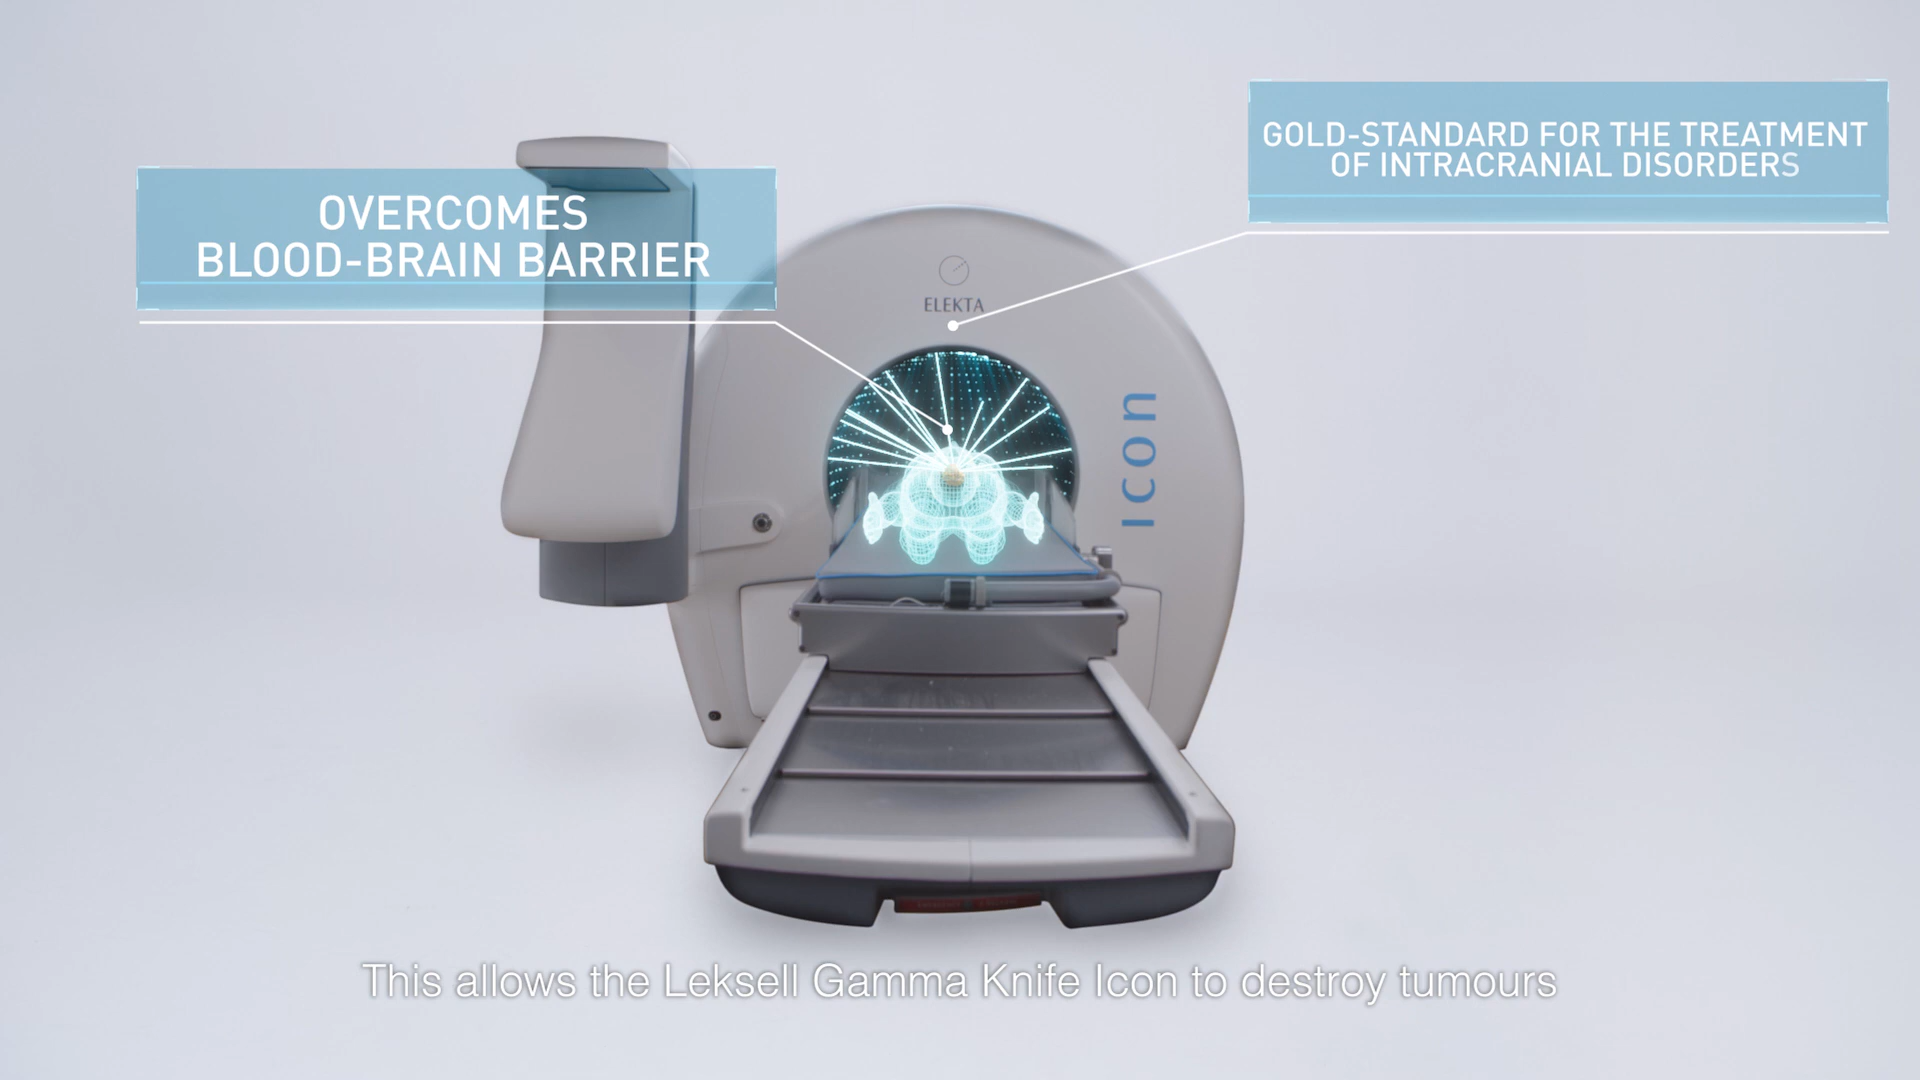 OVERCOMES
BLOOD-BRAIN BARRIER
GOLD-STANDARD FOR THE TREATMENT
OF INTRACRANIAL DISORDERS
ELEKTA
icon
This allows the Leksell Gamma Knife Icon to destroy tumours